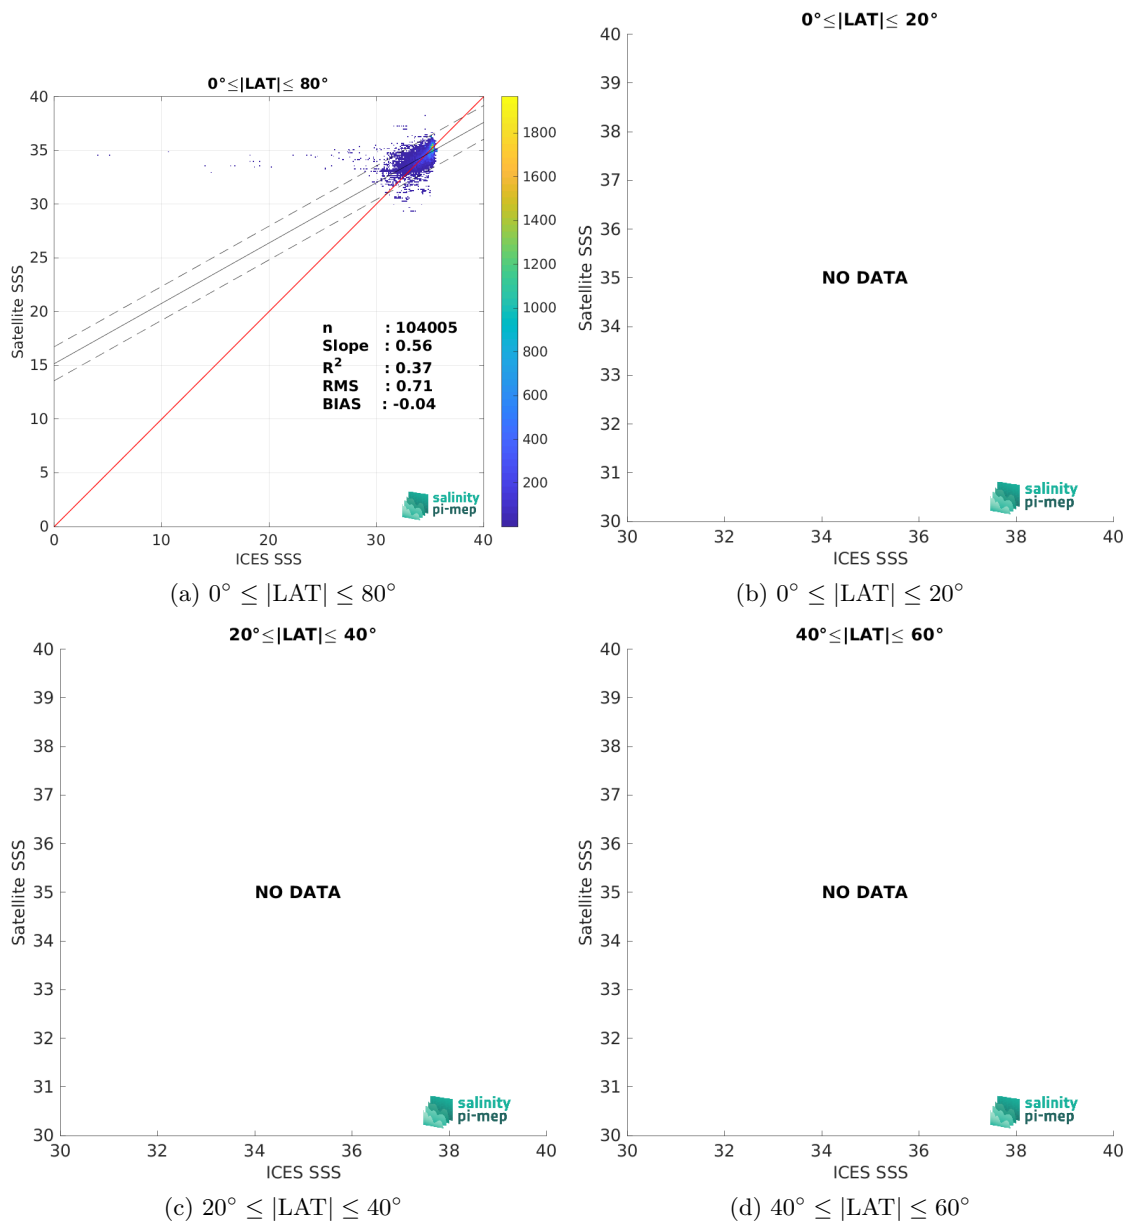 0°≤|LAT|≤ 80°
40
35
30
25
20
15
10
5
0
0
10
20
30
40
Satellite SSS
ICES SSS
n : 104005
Slope : 0.56
R² : 0.37
RMS : 0.71
BIAS : -0.04
salinity
pi-mep
1800
1600
1400
1200
1000
800
600
400
200
(a) 0° ≤ |LAT| ≤ 80°
0°≤|LAT|≤ 20°
40
39
38
37
36
35
34
33
32
31
30
30
32
34
36
38
40
Satellite SSS
ICES SSS
NO DATA
salinity
pi-mep
(b) 0° ≤ |LAT| ≤ 20°
20°≤|LAT|≤ 40°
40
39
38
37
36
35
34
33
32
31
30
30
32
34
36
38
40
Satellite SSS
ICES SSS
NO DATA
salinity
pi-mep
(c) 20° ≤ |LAT| ≤ 40°
40°≤|LAT|≤ 60°
40
39
38
37
36
35
34
33
32
31
30
30
32
34
36
38
40
Satellite SSS
ICES SSS
NO DATA
salinity
pi-mep
(d) 40° ≤ |LAT| ≤ 60°